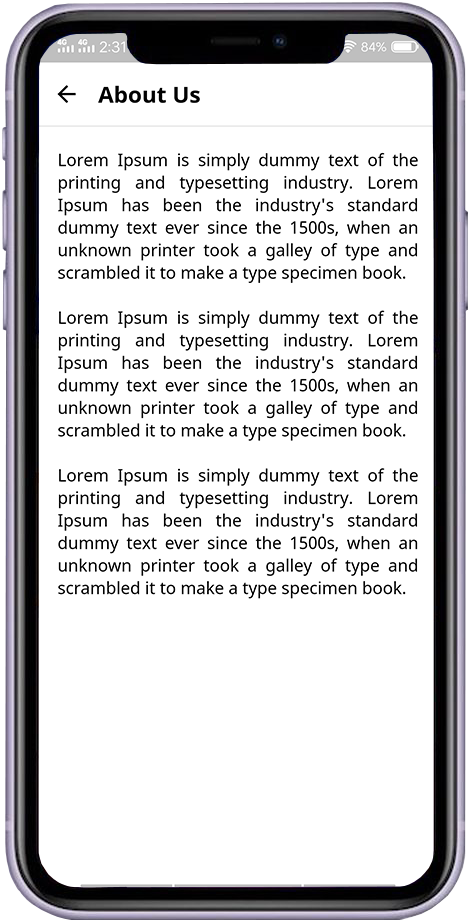 4G 4G 2:31 84%
About Us
Lorem Ipsum is simply dummy text of the
printing and typesetting industry. Lorem
Ipsum has been the industry's standard
dummy text ever since the 1500s, when an
unknown printer took a galley of type and
scrambled it to make a type specimen book.
Lorem Ipsum is simply dummy text of the
printing and typesetting industry. Lorem
Ipsum has been the industry's standard
dummy text ever since the 1500s, when an
unknown printer took a galley of type and
scrambled it to make a type specimen book.
Lorem Ipsum is simply dummy text of the
printing and typesetting industry. Lorem
Ipsum has been the industry's standard
dummy text ever since the 1500s, when an
unknown printer took a galley of type and
scrambled it to make a type specimen book.